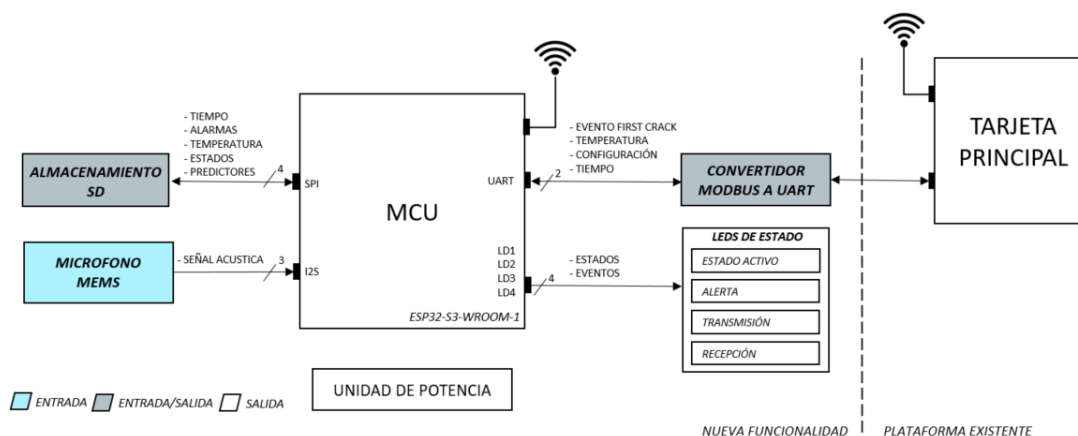 - TIEMPO
- ALARMAS
- TEMPERATURA
- ESTADOS
- PREDICTORES
ALMACENAMIENTO
SD
4
SPI
MICROFONO
MEMS
- SEÑAL ACUSTICA
3
I2S
MCU
UART
LD1
LD2
LD3
LD4
ESP32-S3-WROOM-1
- EVENTO FIRST CRACK
- TEMPERATURA
- CONFIGURACIÓN
- TIEMPO
2
CONVERTIDOR
MODBUS A UART
- ESTADOS
- EVENTOS
4
LEDS DE ESTADO
ESTADO ACTIVO
ALERTA
TRANSMISIÓN
RECEPCIÓN
TARJETA
PRINCIPAL
UNIDAD DE POTENCIA
ENTRADA
ENTRADA/SALIDA
SALIDA
NUEVA FUNCIONALIDAD
PLATAFORMA EXISTENTE